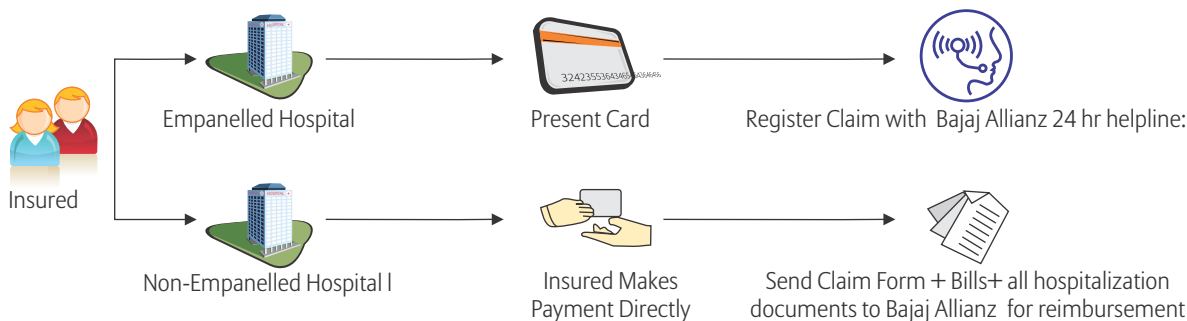 Insured
Empanelled Hospital
Present Card
Register Claim with Bajaj Allianz 24 hr helpline:
Non-Empanelled Hospital l
Insured Makes
Payment Directly
Send Claim Form + Bills+ all hospitalization
documents to Bajaj Allianz for reimbursement